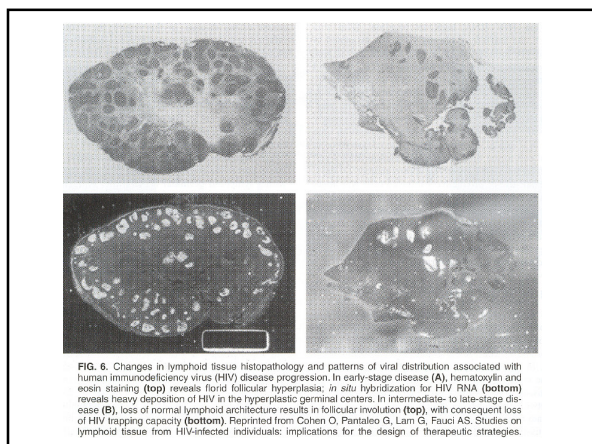 FIG. 6. Changes in lymphoid tissue histopathology and patterns of viral distribution associated with
human immunodeficiency virus (HIV) disease progression. In early-stage disease (A), hematoxylin and
eosin staining (top) reveals florid follicular hyperplasia; in situ hybridization for HIV RNA (bottom)
reveals heavy deposition of HIV in the hyperplastic germinal centers. In intermediate- to late-stage dis-
ease (B), loss of normal lymphoid architecture results in follicular involution (top), with consequent loss
of HIV trapping capacity (bottom). Reprinted from Cohen O, Pantaleo G, Lam G, Fauci AS. Studies on
lymphoid tissue from HIV-infected individuals: implications for the design of therapeutic strategies.